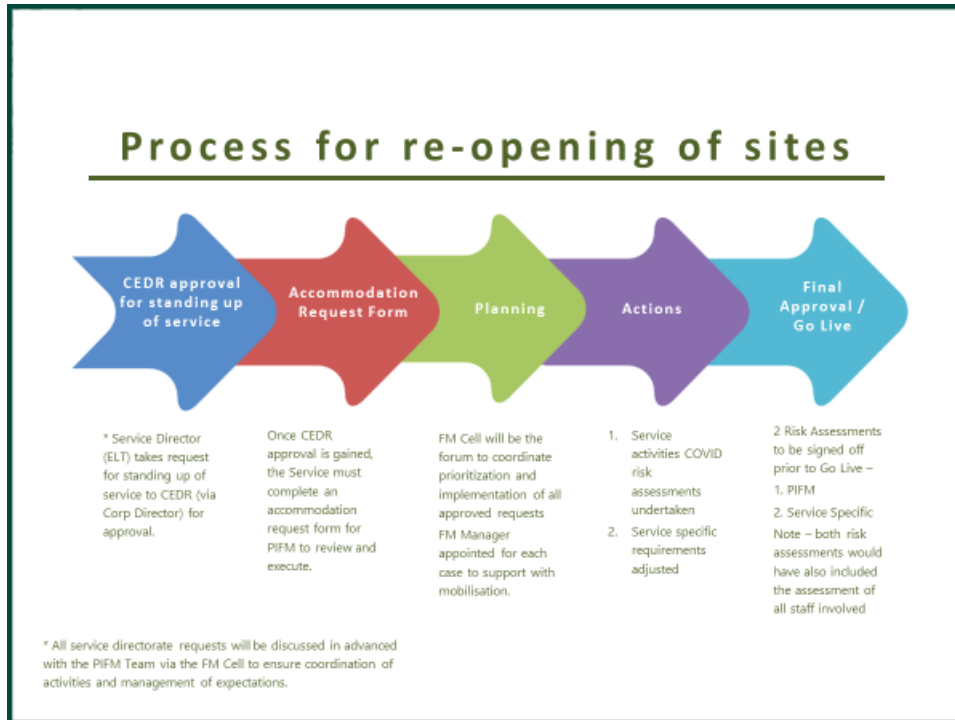 Process for re-opening of sites
CEDR approval
for standing up
of service
Accommodation
Request Form
Planning
Actions
Final
Approval /
Go Live
* Service Director
(ELT) takes request
for standing up of
service to CEDR (via
Corp Director) for
approval.
Once CEDR
approval is gained,
the Service must
complete an
accommodation
request form for
PIFM to review and
execute.
FM Cell will be the
forum to coordinate
prioritization and
implementation of all
approved requests
FM Manager
appointed for each
case to support with
mobilisation.
1. Service
activities COVID
risk
assessments
undertaken
2. Service specific
requirements
adjusted
2 Risk Assessments
to be signed off
prior to Go Live –
1. PIFM
2. Service Specific
Note – both risk
assessments would
have also included
the assessment of
all staff involved
* All service directorate requests will be discussed in advanced
with the PIFM Team via the FM Cell to ensure coordination of
activities and management of expectations.